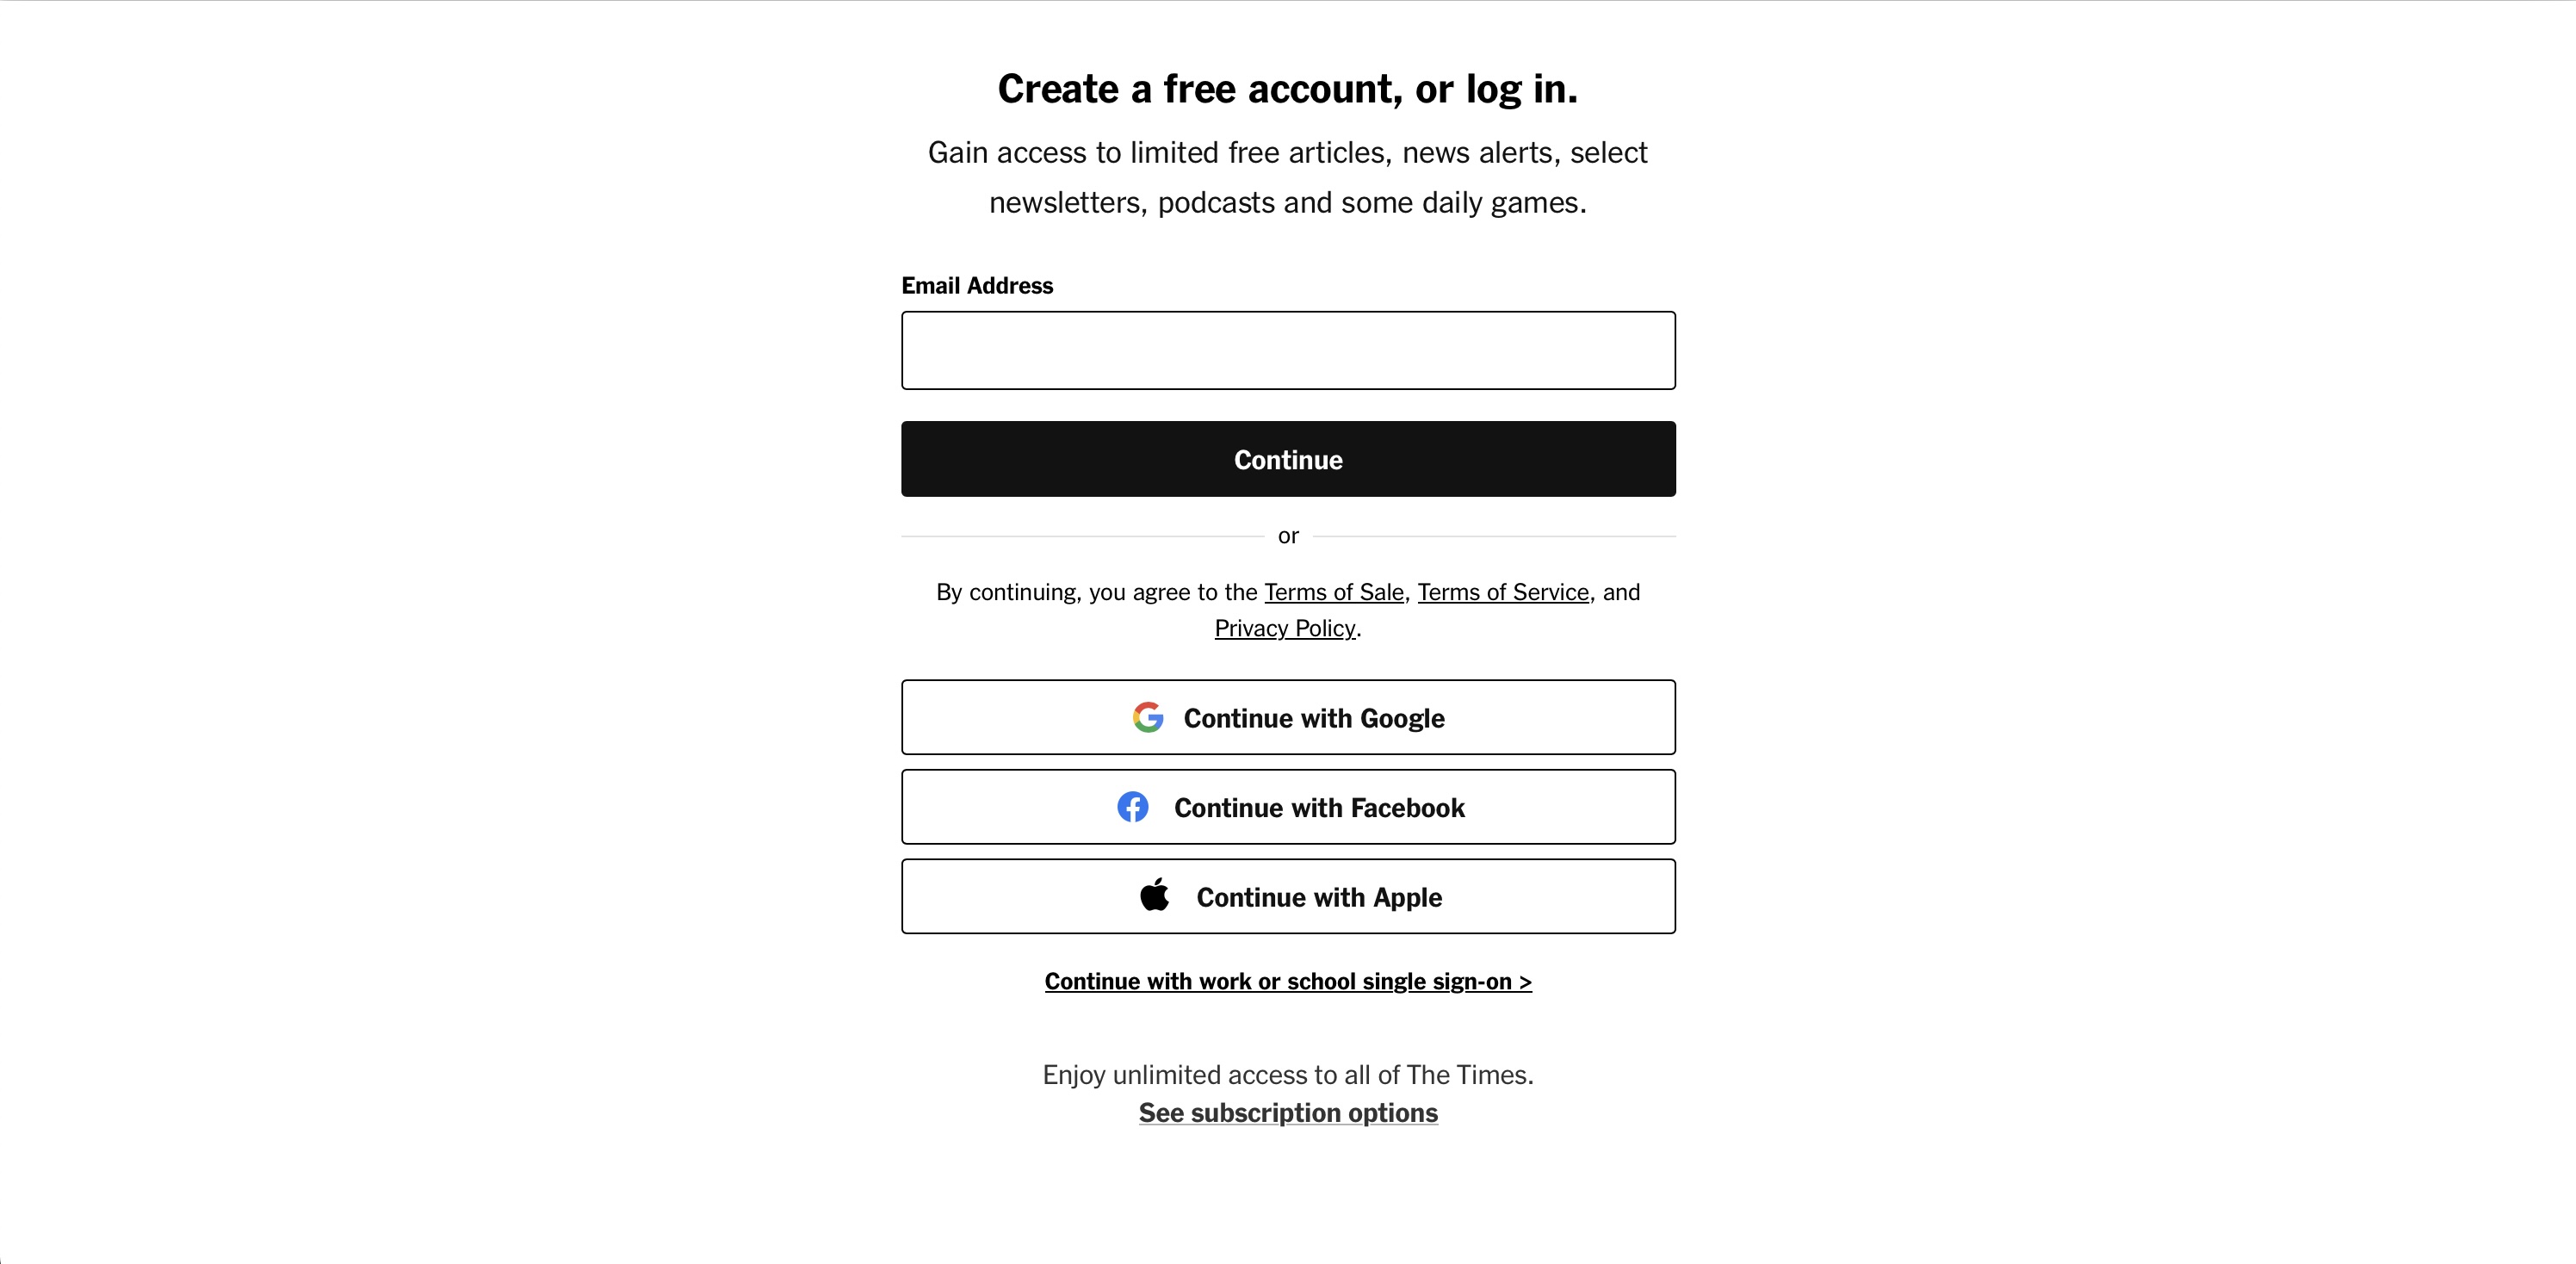 Create a free account, or log in.
Gain access to limited free articles, news alerts, select
newsletters, podcasts and some daily games.
Email Address
Continue
or
By continuing, you agree to the Terms of Sale, Terms of Service, and
Privacy Policy.
Continue with Google
Continue with Facebook
Continue with Apple
Continue with work or school single sign-on >
Enjoy unlimited access to all of The Times.
See subscription options